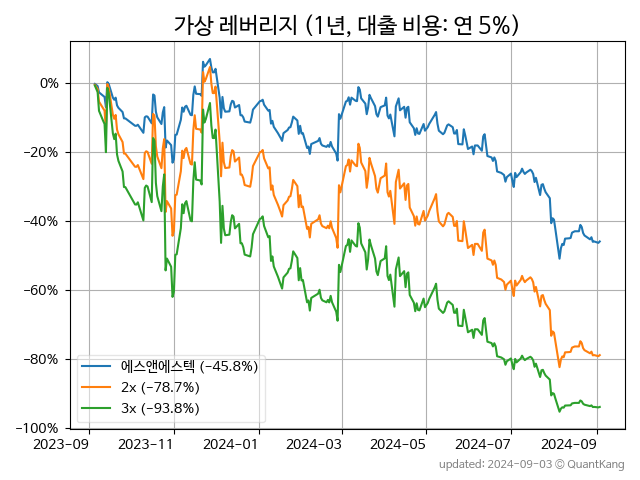 가상 레버리지 (1년, 대출 비용: 연 5%)
0%
−20%
−40%
−60%
−80%
−100%
에스앤에스텍 (−45.8%)
2x (−78.7%)
3x (−93.8%)
2023-09 2023-11 2024-01 2024-03 2024-05 2024-07 2024-09
updated: 2024-09-03 © QuantKang